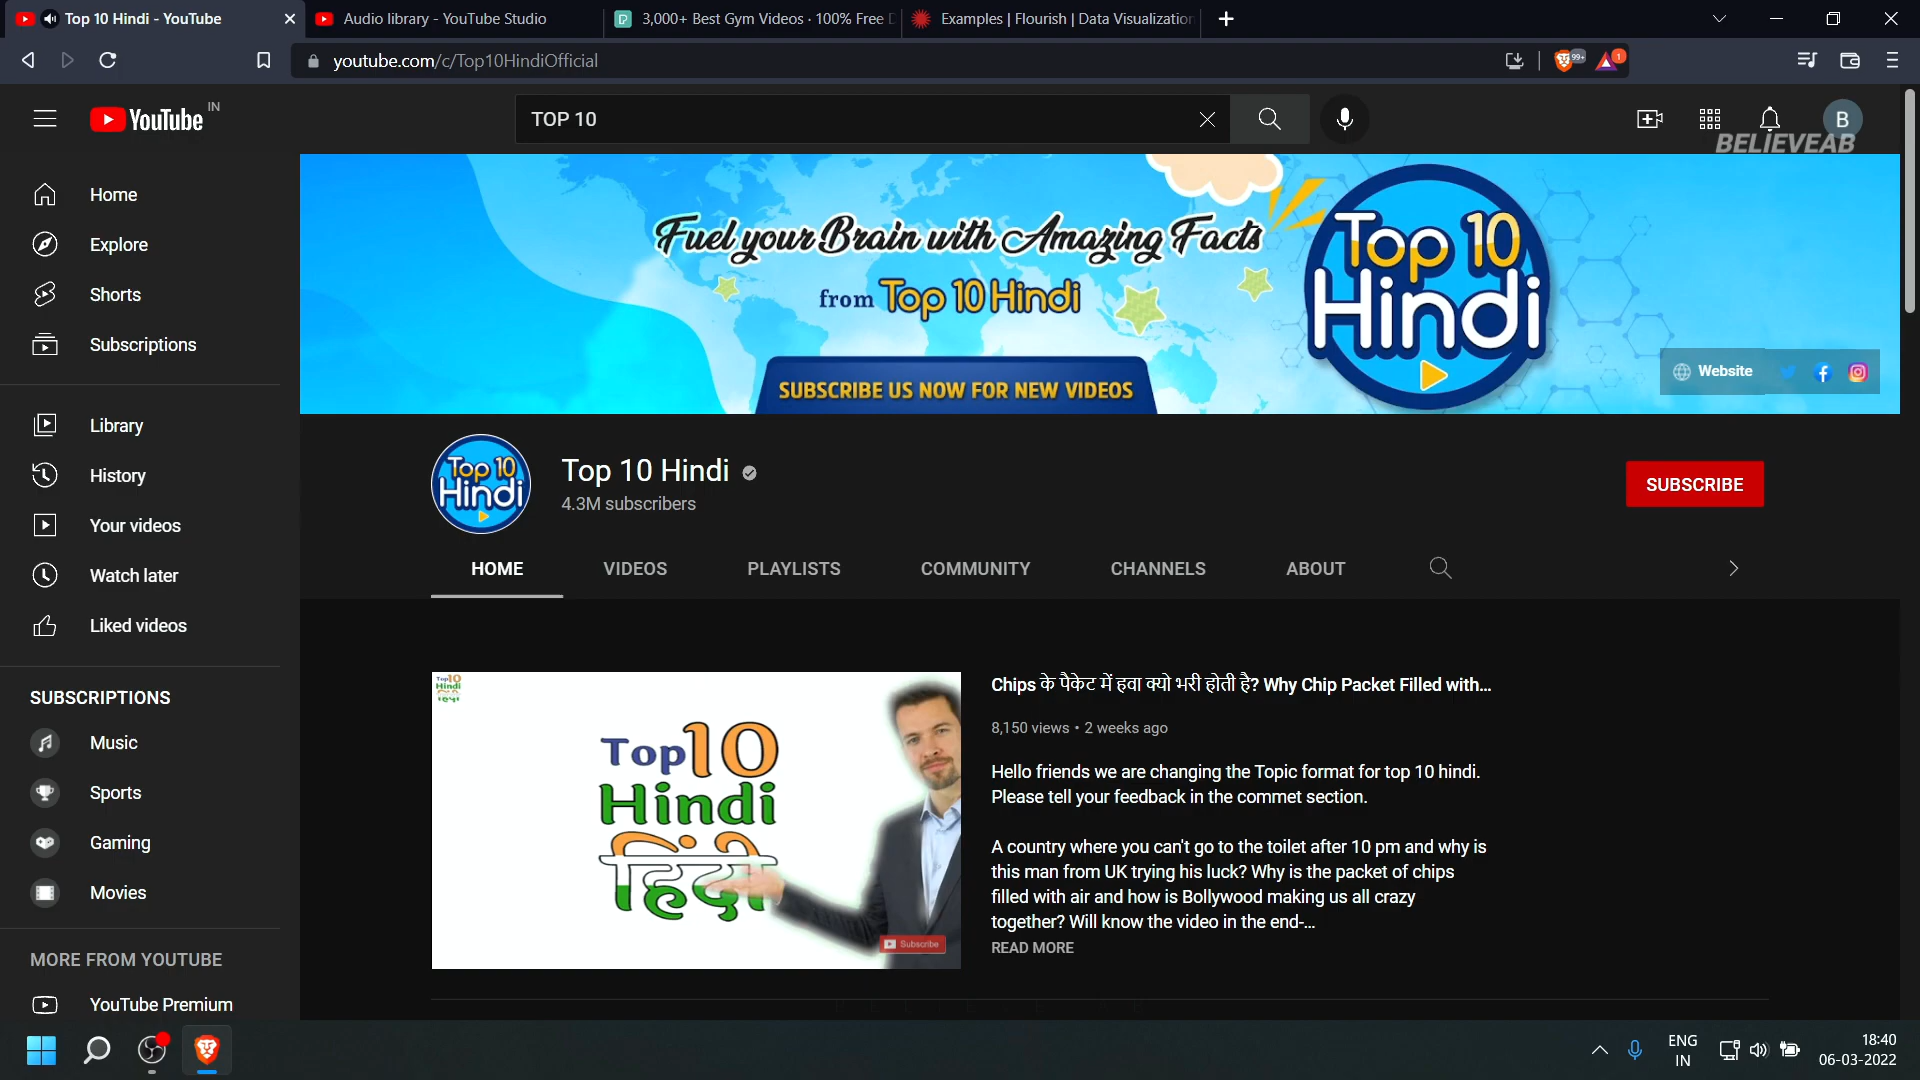 Top 10 Hindi - YouTube
Audio library - YouTube Studio
3,000+ Best Gym Videos · 100% Free
Examples | Flourish | Data Visualization
youtube.com/c/Top10HindiOfficial
99+
1
YouTube
IN
TOP 10
B
BELIEVEAB
Home
Explore
Shorts
Subscriptions
Library
History
Your videos
Watch later
Liked videos
SUBSCRIPTIONS
Music
Sports
Gaming
Movies
MORE FROM YOUTUBE
YouTube Premium
Fuel your Brain with Amazing Facts
from Top 10 Hindi
SUBSCRIBE US NOW FOR NEW VIDEOS
Top 10
Hindi
Website
Top 10
Hindi
Top 10 Hindi
4.3M subscribers
SUBSCRIBE
HOME
VIDEOS
PLAYLISTS
COMMUNITY
CHANNELS
ABOUT
Top10
Hindi
हिंदी
Top10
Hindi
हिंदी
Subscribe
Chips के पैकेट में हवा क्यो भरी होती है? Why Chip Packet Filled with...
8,150 views • 2 weeks ago
Hello friends we are changing the Topic format for top 10 hindi.
Please tell your feedback in the commet section.
A country where you can't go to the toilet after 10 pm and why is
this man from UK trying his luck? Why is the packet of chips
filled with air and how is Bollywood making us all crazy
together? Will know the video in the end-...
READ MORE
ENG
IN
18:40
06-03-2022